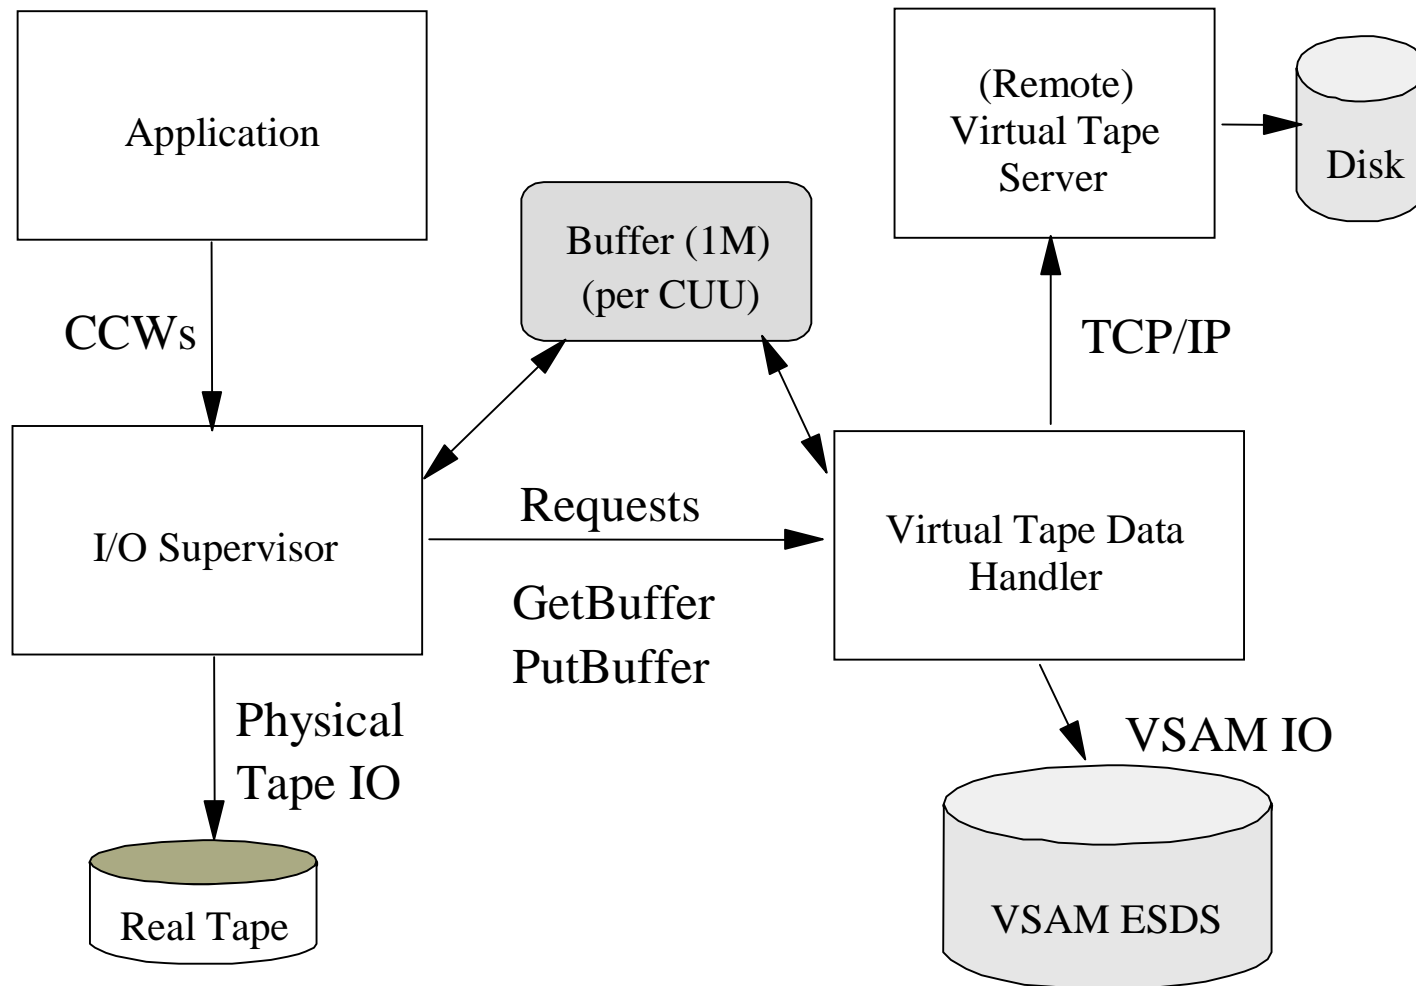 Application
(Remote)
Virtual Tape
Server
Disk
Buffer (1M)
(per CUU)
CCWs
TCP/IP
I/O Supervisor
Requests
GetBuffer
PutBuffer
Virtual Tape Data
Handler
Physical
Tape IO
VSAM IO
Real Tape
VSAM ESDS